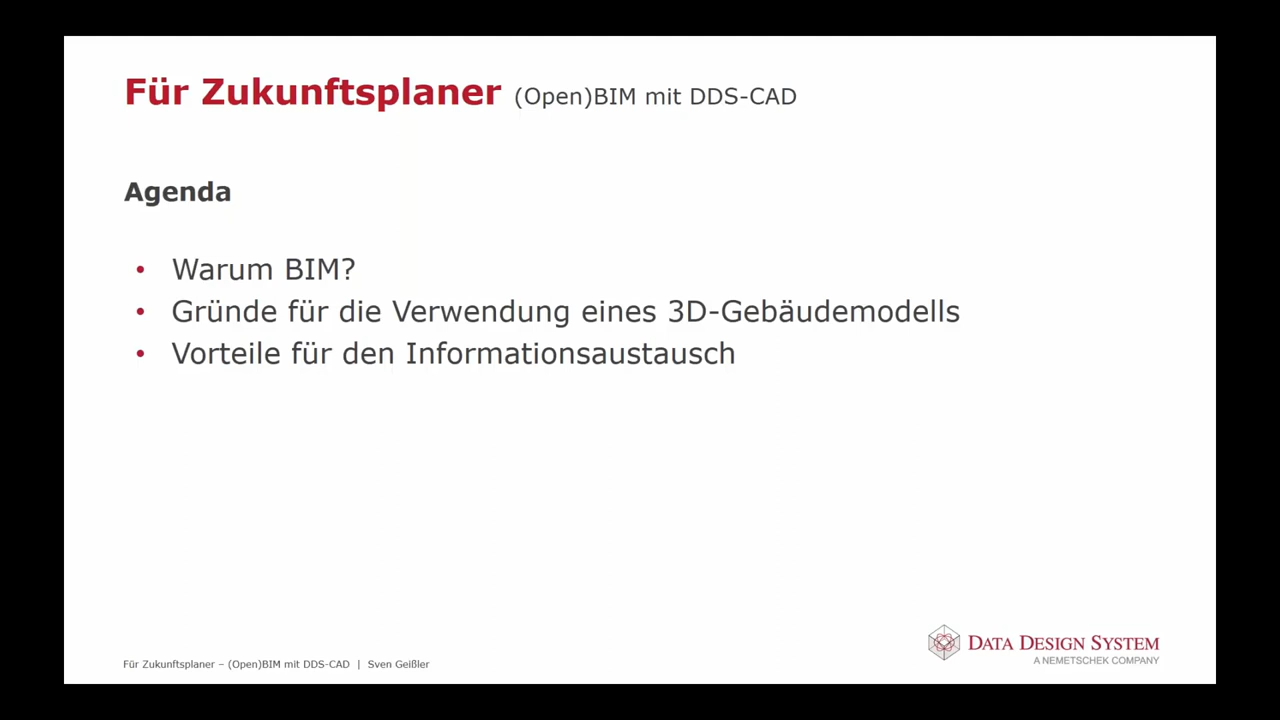 Für Zukunftsplaner (Open)BIM mit DDS-CAD
Agenda
• Warum BIM?
• Gründe für die Verwendung eines 3D-Gebäudemodells
• Vorteile für den Informationsaustausch
DATA DESIGN SYSTEM
A NEMETSCHEK COMPANY
Für Zukunftsplaner – (Open)BIM mit DDS-CAD | Sven Geißler